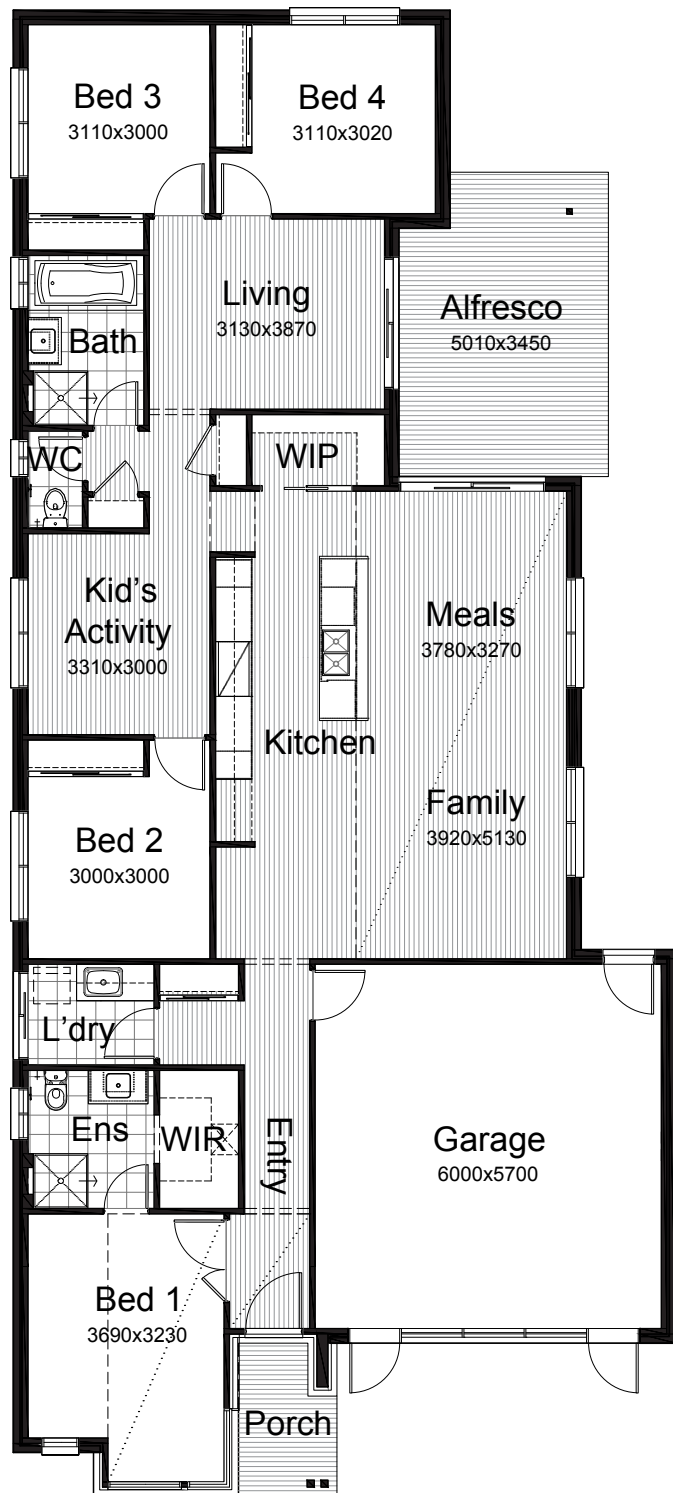 Bed 3
3110x3000
Bed 4
3110x3020
Living
3130x3870
Alfresco
5010x3450
Bath
WC
WIP
Kid's
Activity
3310x3000
Meals
3780x3270
Kitchen
Family
3920x5130
Bed 2
3000x3000
L'dry
Ens
WIR
Entry
Garage
6000x5700
Bed 1
3690x3230
Porch